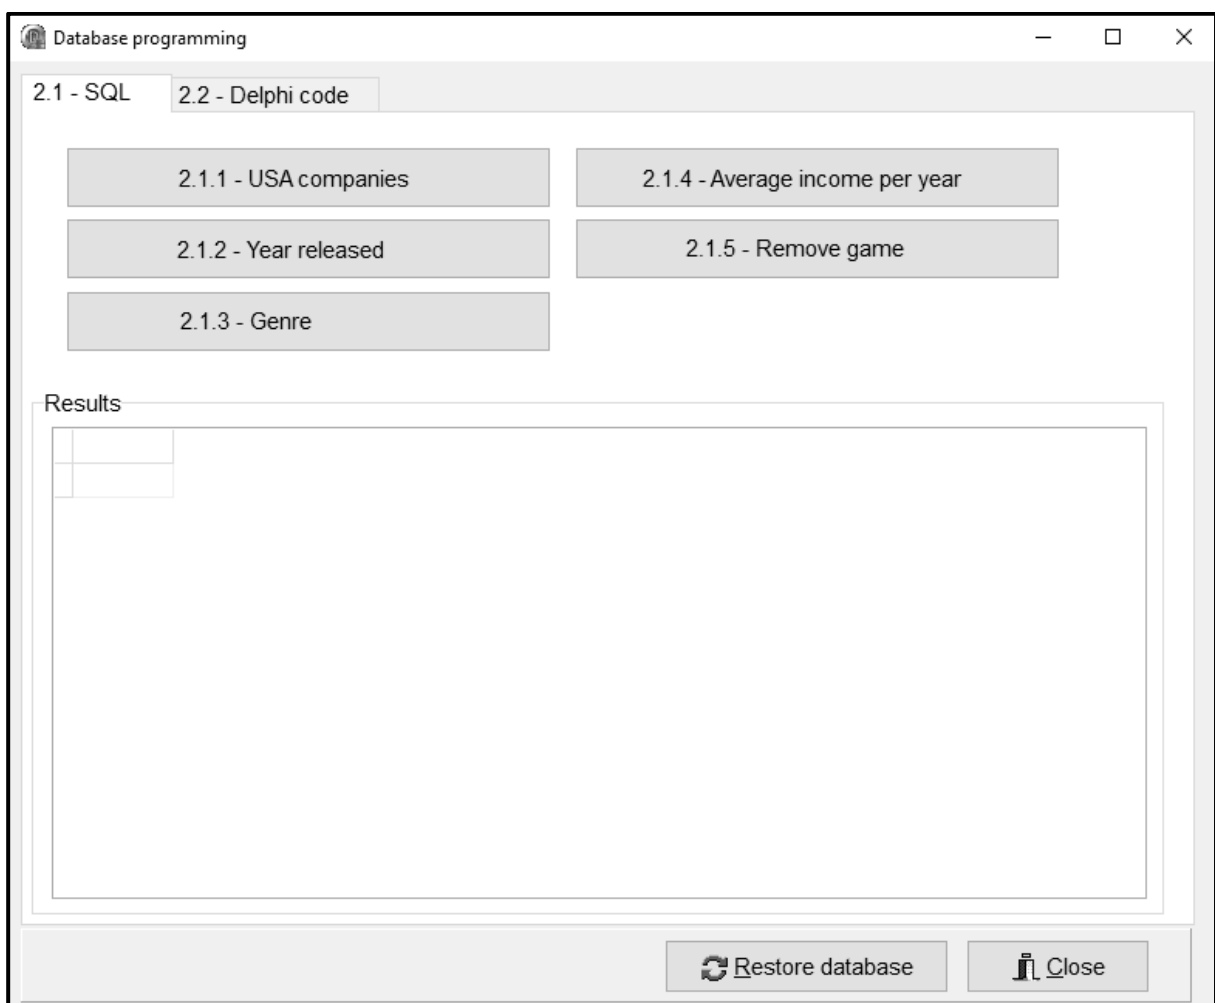 Database programming
2.1 - SQL
2.2 - Delphi code
2.1.1 - USA companies
2.1.4 - Average income per year
2.1.2 - Year released
2.1.5 - Remove game
2.1.3 - Genre
Results
Restore database
Close